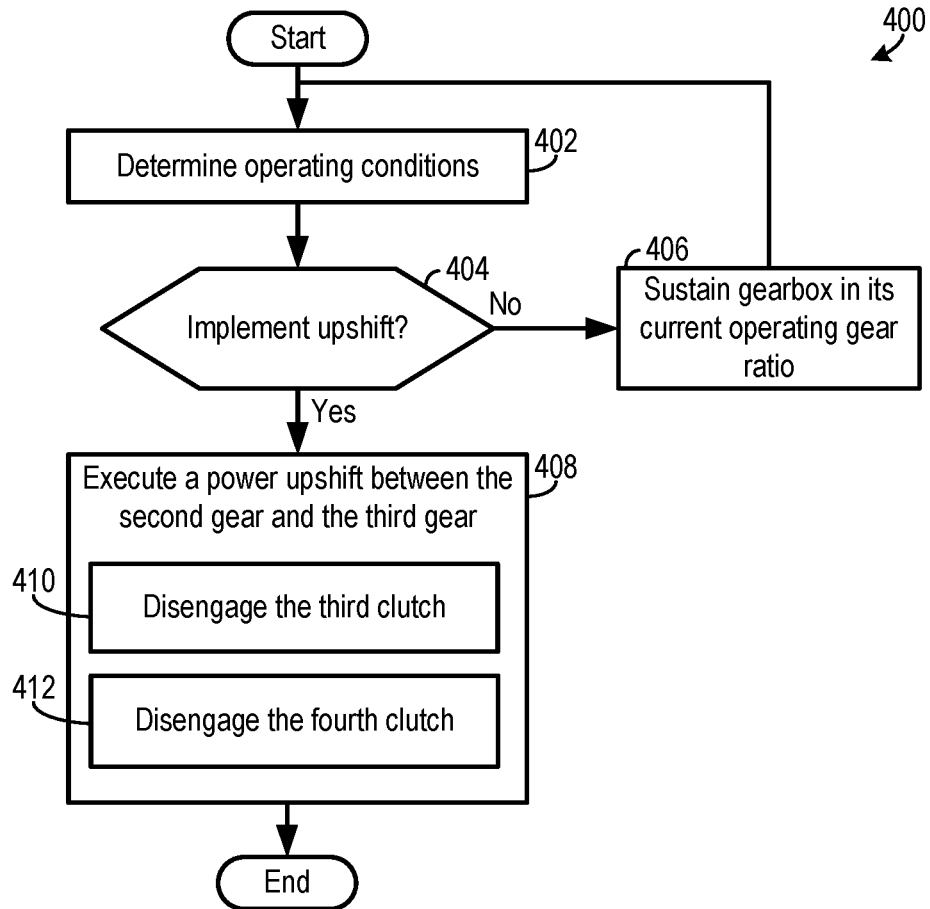 400
Start
Determine operating conditions
402
404
Implement upshift?
No
406
Sustain gearbox in its
current operating gear
ratio
Yes
408
Execute a power upshift between the
second gear and the third gear
410
Disengage the third clutch
412
Disengage the fourth clutch
End